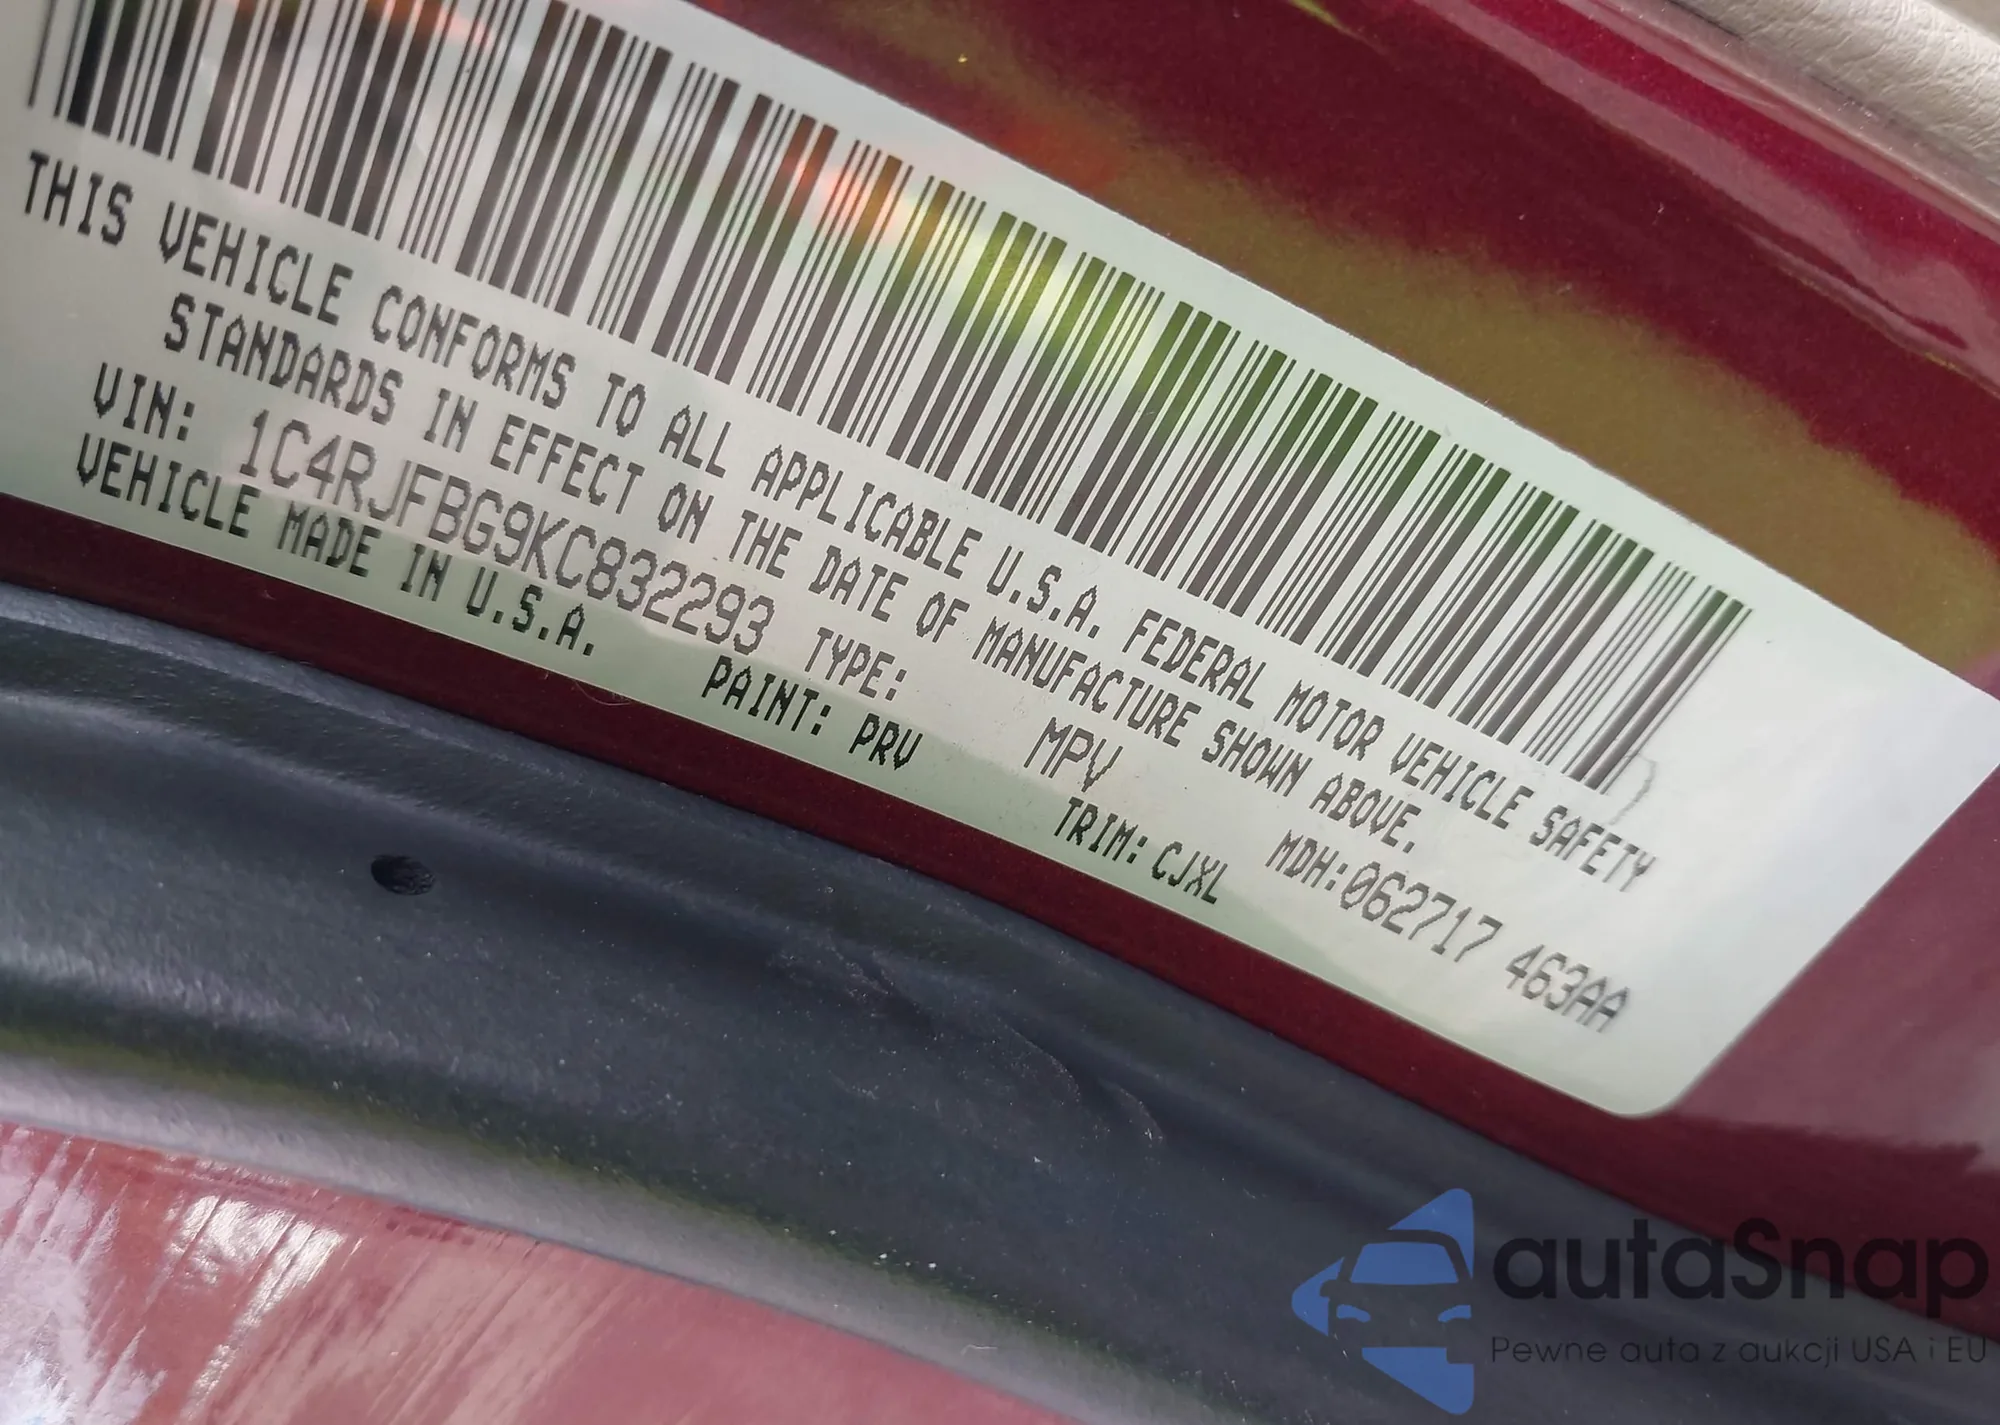 THIS VEHICLE CONFORMS TO ALL APPLICABLE U.S.A. FEDERAL MOTOR VEHICLE SAFETY
STANDARDS IN EFFECT ON THE DATE OF MANUFACTURE SHOWN ABOVE.
VIN: 1C4RJFBG9KC832293 TYPE: MPV MDH:062717 463AA
VEHICLE MADE IN U.S.A. PAINT: PRV TRIM: CJXL
autaSnap
Pewne auta z aukcji USA i EU